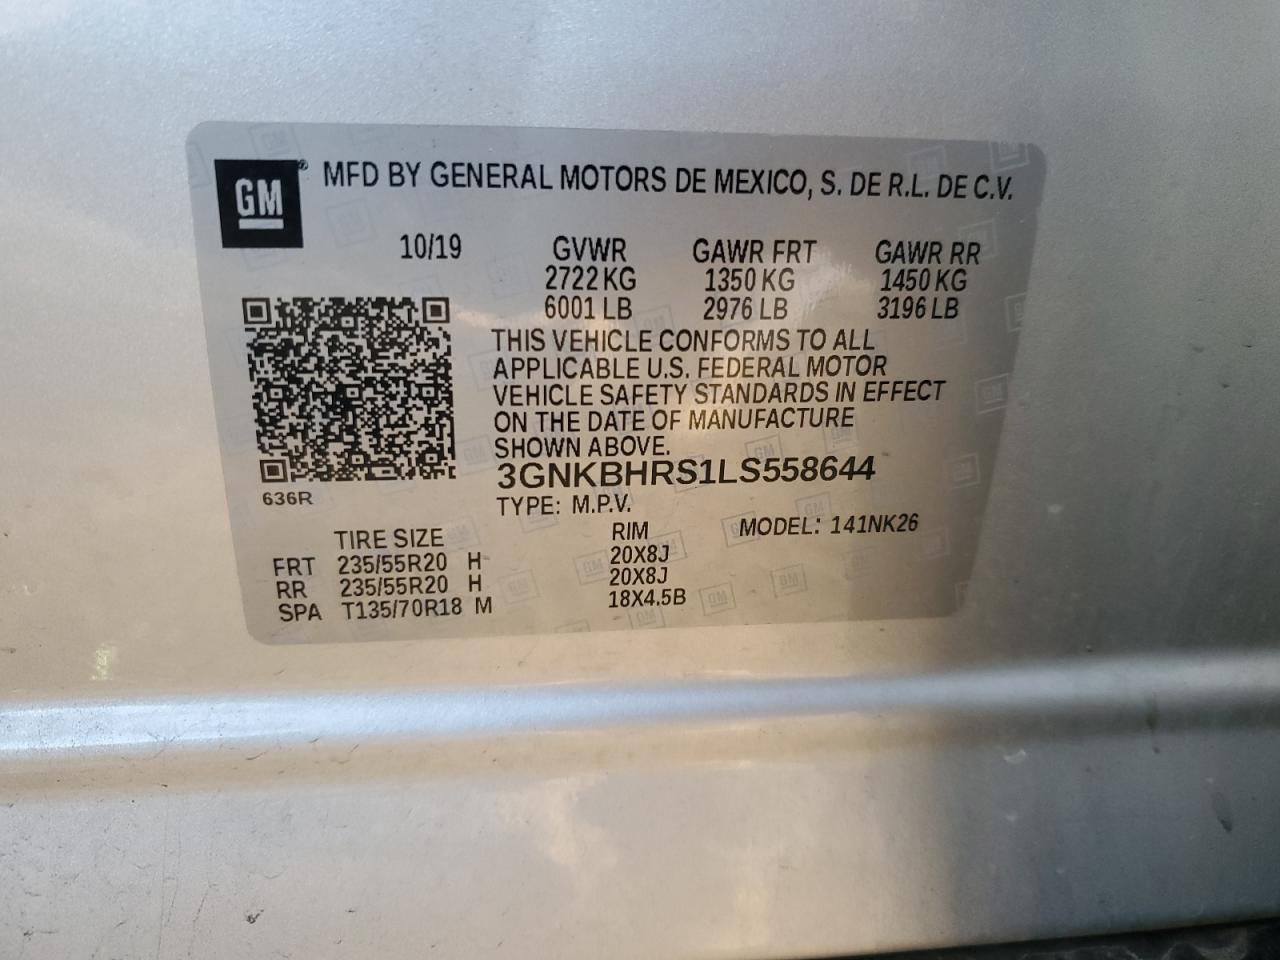 GM® MFD BY GENERAL MOTORS DE MEXICO, S. DE R.L. DE C.V.
10/19 GVWR GAWR FRT GAWR RR
2722 KG 1350 KG 1450 KG
6001 LB 2976 LB 3196 LB
THIS VEHICLE CONFORMS TO ALL
APPLICABLE U.S. FEDERAL MOTOR
VEHICLE SAFETY STANDARDS IN EFFECT
ON THE DATE OF MANUFACTURE
SHOWN ABOVE.
3GNKBHRS1LS558644
636R
TYPE: M.P.V.
TIRE SIZE RIM MODEL: 141NK26
FRT 235/55R20 H 20X8J
RR 235/55R20 H 20X8J
SPA T135/70R18 M 18X4.5B